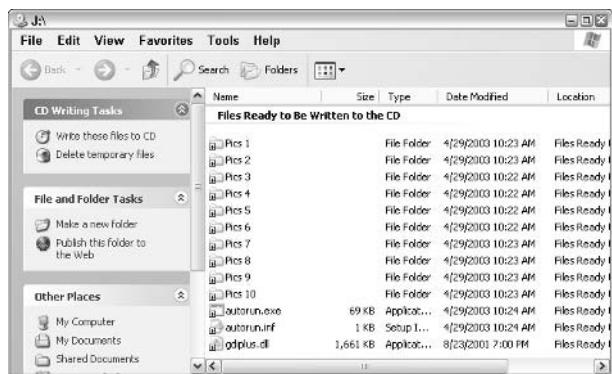 J:\
File Edit View Favorites Tools Help
Back Search Folders
Name Size Type Date Modified Location
Files Ready to Be Written to the CD
CD Writing Tasks
Write these files to CD
Delete temporary files
File and Folder Tasks
Make a new folder
Publish this folder to
the Web
Other Places
My Computer
My Documents
Shared Documents
Pics 1 File Folder 4/29/2003 10:23 AM Files Ready
Pics 2 File Folder 4/29/2003 10:23 AM Files Ready
Pics 3 File Folder 4/29/2003 10:22 AM Files Ready
Pics 4 File Folder 4/29/2003 10:22 AM Files Ready
Pics 5 File Folder 4/29/2003 10:22 AM Files Ready
Pics 6 File Folder 4/29/2003 10:22 AM Files Ready
Pics 7 File Folder 4/29/2003 10:23 AM Files Ready
Pics 8 File Folder 4/29/2003 10:23 AM Files Ready
Pics 9 File Folder 4/29/2003 10:23 AM Files Ready
Pics 10 File Folder 4/29/2003 10:23 AM Files Ready
autorun.exe 69 KB Applicat... 4/29/2003 10:24 AM Files Ready
autorun.inf 1 KB Setup I... 4/29/2003 10:24 AM Files Ready
gdiplus.dll 1,661 KB Applicat... 8/23/2001 7:00 PM Files Ready